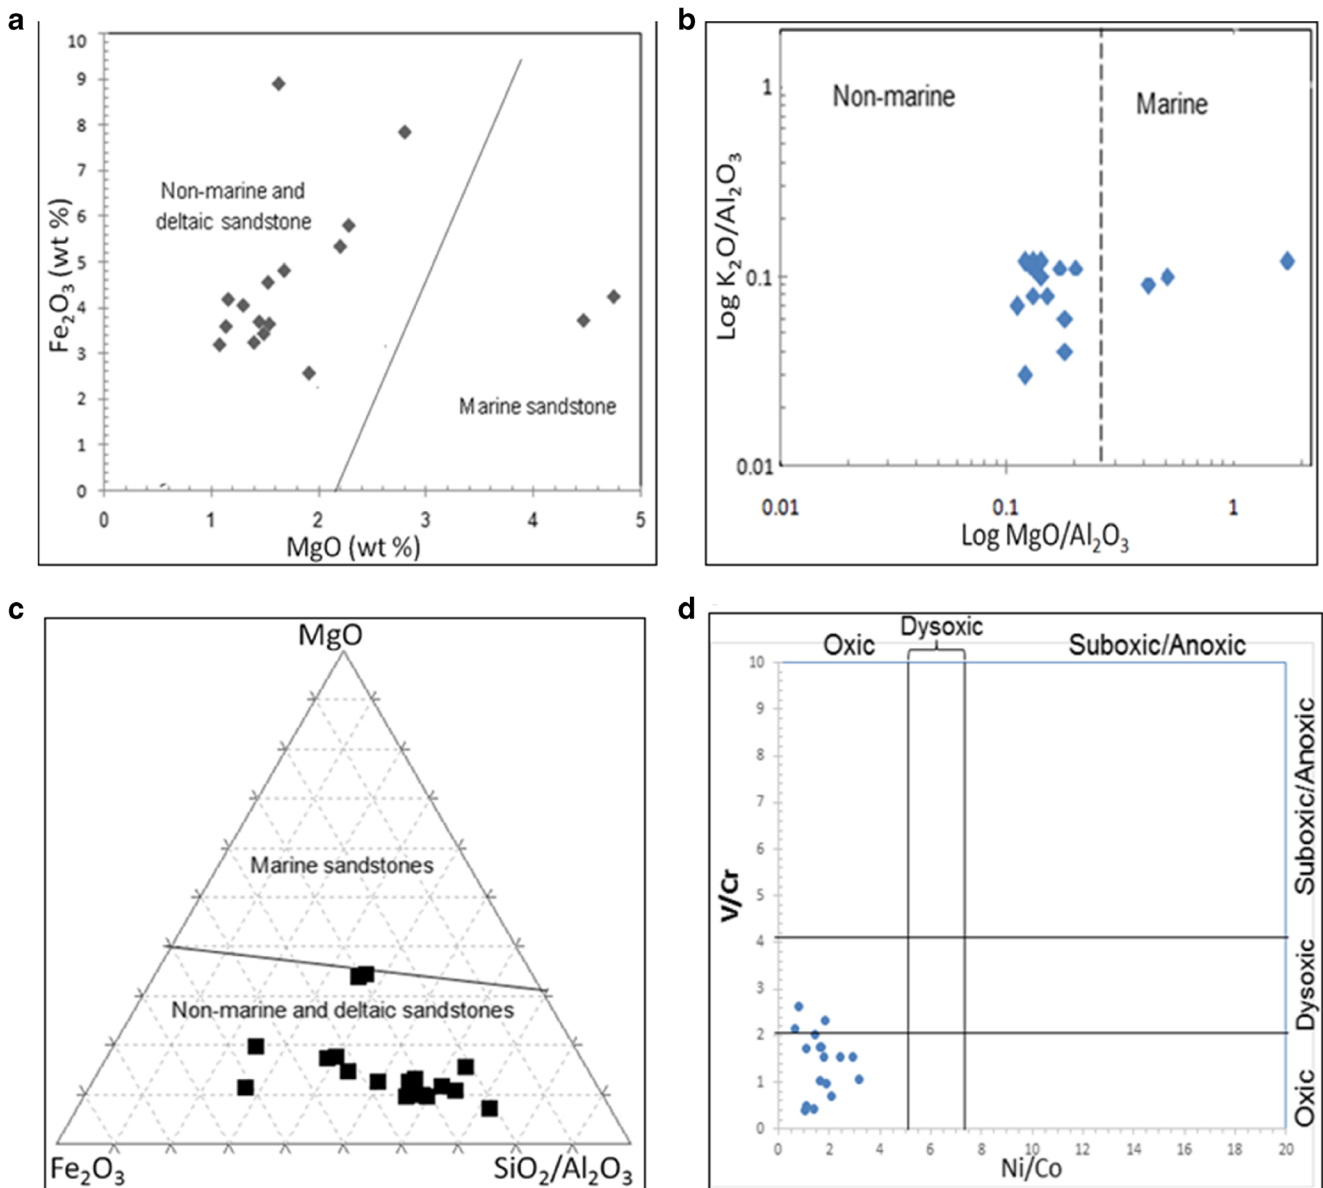 a
10
9
8
7
6
5
4
3
2
1
0
Fe₂O₃ (wt %)
Non-marine and
deltaic sandstone
Marine sandstone
0 1 2 3 4 5
MgO (wt %)
b
1
0.1
0.01
Log K₂O/Al₂O₃
Non-marine
Marine
0.01 0.1 1
Log MgO/Al₂O₃
c
MgO
Marine sandstones
Non-marine and deltaic sandstones
Fe₂O₃
SiO₂/Al₂O₃
d
Oxic
Dysoxic
Suboxic/Anoxic
10
9
8
7
6
5
4
3
2
1
0
V/Cr
Suboxic/Anoxic
Dysoxic
Oxic
0 2 4 6 8 10 12 14 16 18 20
Ni/Co